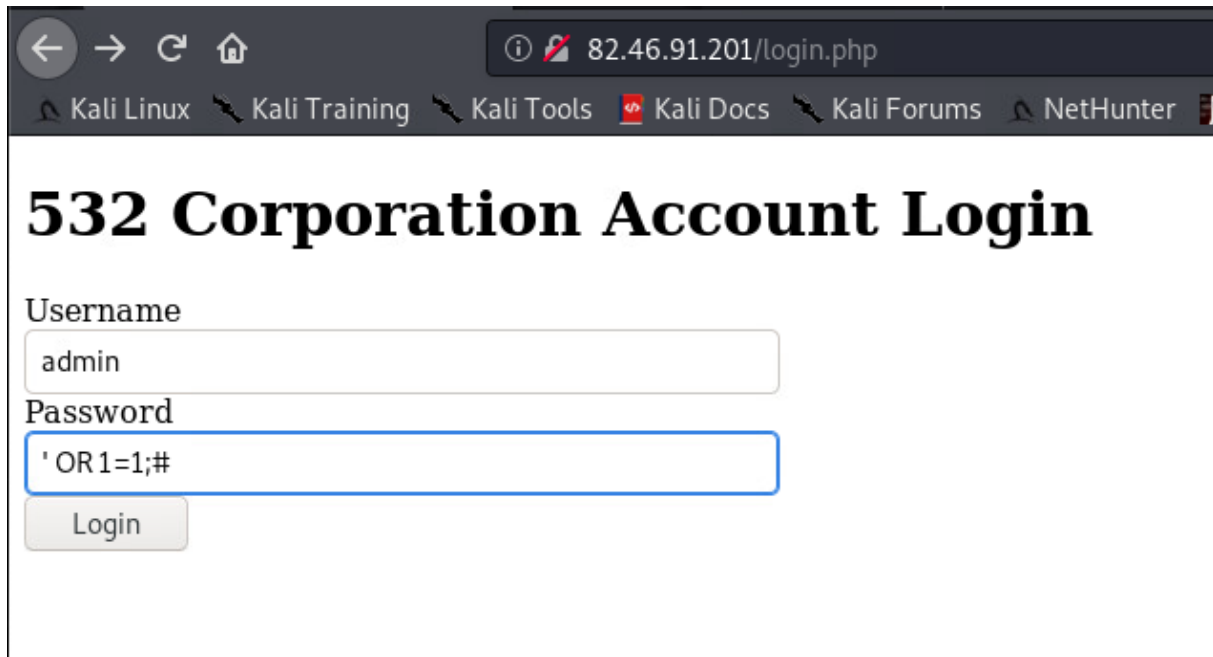 82.46.91.201/login.php
Kali Linux Kali Training Kali Tools Kali Docs Kali Forums NetHunter
532 Corporation Account Login
Username
admin
Password
' OR 1=1;#
Login